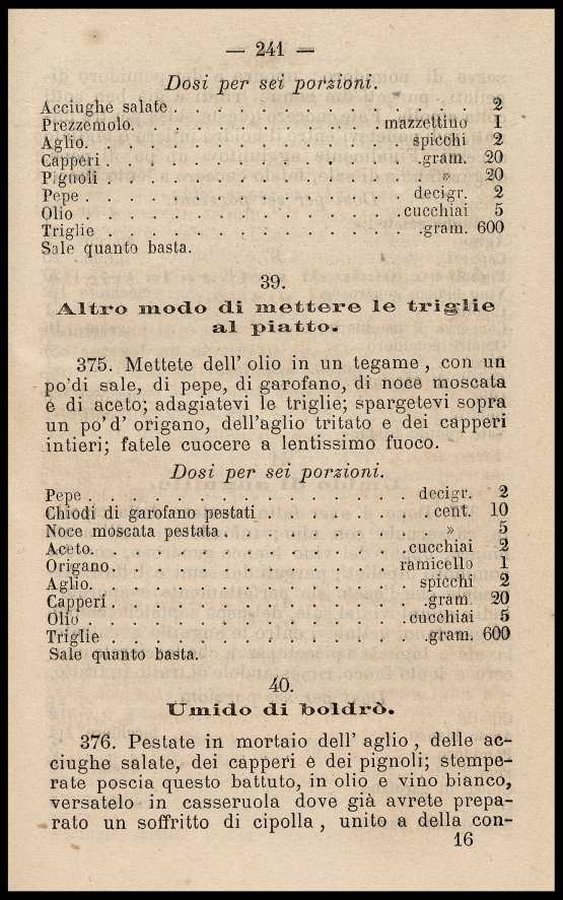 — 241 —
Dosi per sei porzioni.
Acciughe salate . . . . . . . . . . . . . 2
Prezzemolo. . . . . . . . . . . mazzettino 1
Aglio. . . . . . . . . . . . . spicchi 2
Capperi . . . . . . . . . . . . .gram. 20
Pignoli . . . . . . . . . . . . . » 20
Pepe . . . . . . . . . . . . . decigr. 2
Olio . . . . . . . . . . . . .cucchiai 5
Triglie . . . . . . . . . . . . .gram. 600
Sale quanto basta.
39.
Altro modo di mettere le triglie
al piatto.
375. Mettete dell' olio in un tegame, con un
po'di sale, di pepe, di garofano, di noce moscata
e di aceto; adagiatevi le triglie; spargetevi sopra
un po' d' origano, dell'aglio tritato e dei capperi
intieri; fatele cuocere a lentissimo fuoco.
Dosi per sei porzioni.
Pepe . . . . . . . . . . . . . decigr. 2
Chiodi di garofano pestati . . . . . . . cent. 10
Noce moscata pestata . . . . . . . . . » 5
Aceto. . . . . . . . . . . . .cucchiai 2
Origano. . . . . . . . . . . . ramicello 1
Aglio. . . . . . . . . . . . . spicchi 2
Capperi . . . . . . . . . . . . .gram. 20
Olio . . . . . . . . . . . . .cucchiai 5
Triglie . . . . . . . . . . . . .gram. 600
Sale quanto basta.
40.
Umido di boldrò.
376. Pestate in mortaio dell' aglio, delle ac-
ciughe salate, dei capperi e dei pignoli; stempe-
rate poscia questo battuto, in olio e vino bianco,
versatelo in casseruola dove già avrete prepa-
rato un soffritto di cipolla, unito a della con-
16